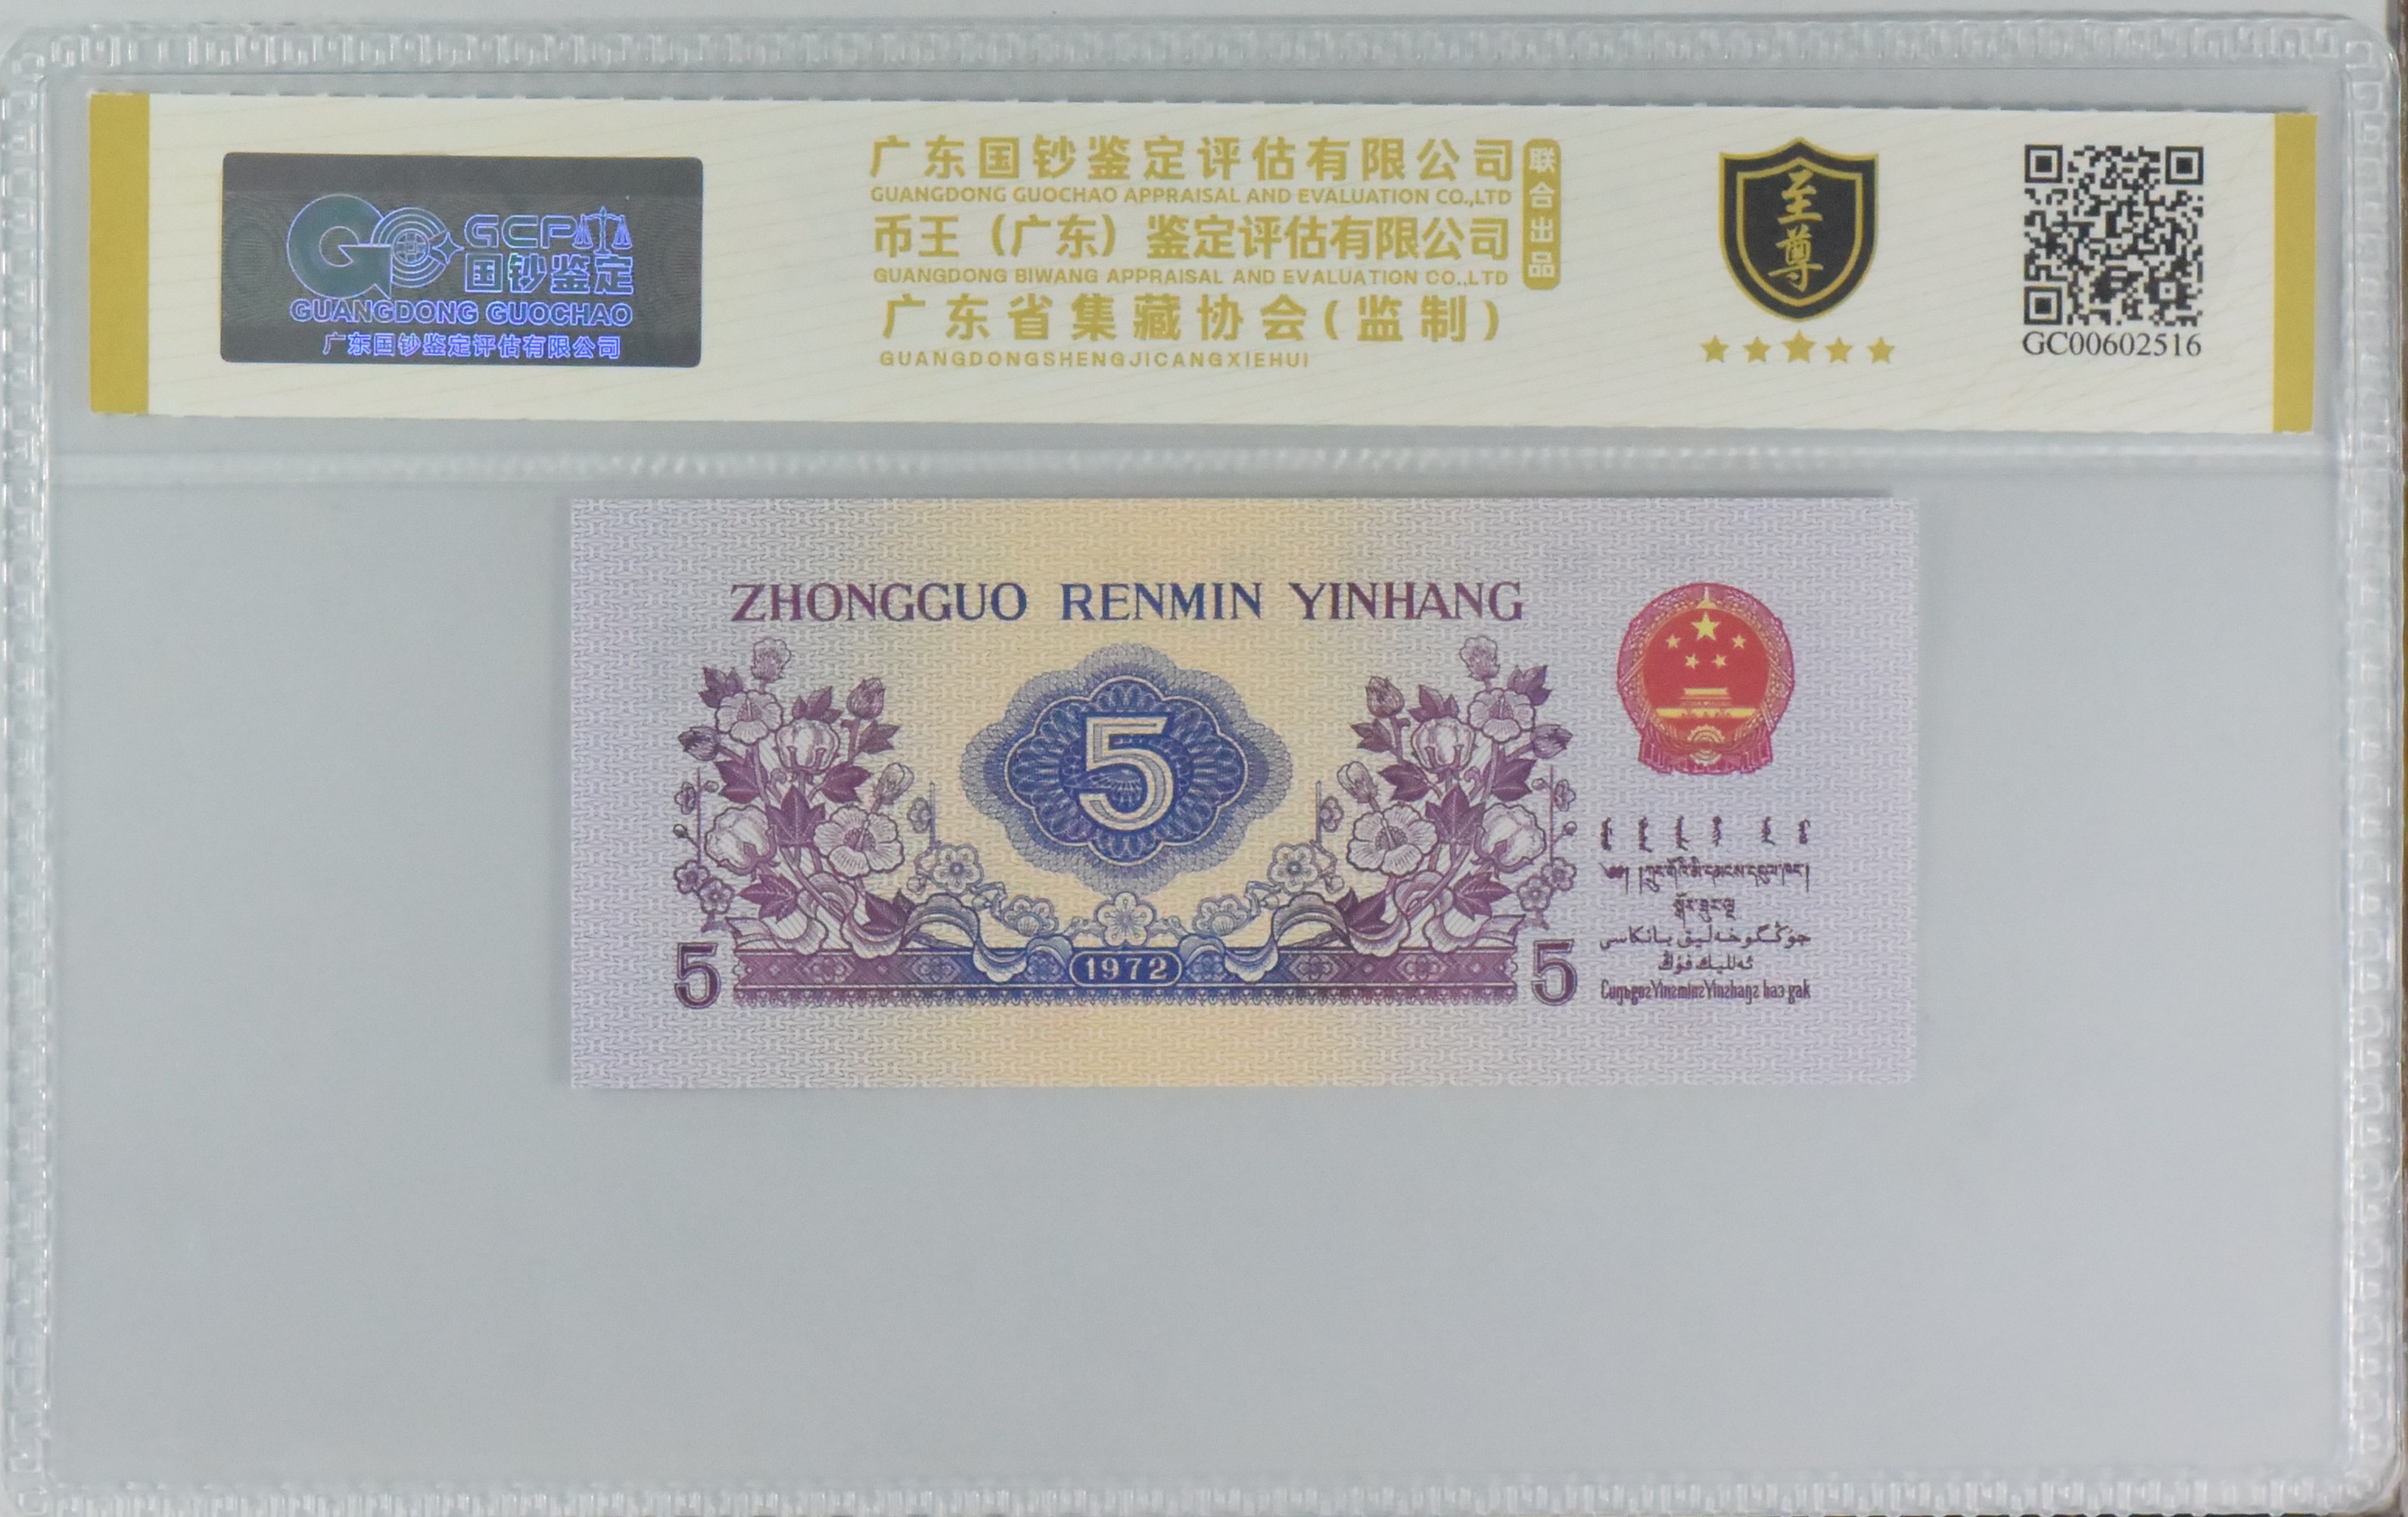 GCP
国钞鉴定
GUANGDONG GUOCHAO
广东国钞鉴定评估有限公司
广东国钞鉴定评估有限公司
GUANGDONG GUOCHAO APPRAISAL AND EVALUATION CO.,LTD
币王（广东）鉴定评估有限公司
GUANGDONG BIWANG APPRAISAL AND EVALUATION CO.,LTD
广东省集藏协会(监制)
GUANGDONGSHENGJICANGXIEHUI
联合出品
至尊
GC00602516
ZHONGGUO RENMIN YINHANG
5
1972
5
5
جۇڭگو خەلىق بانكاسى